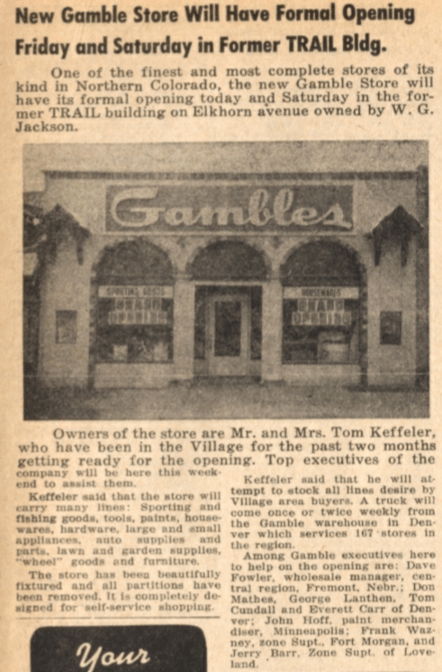 New Gamble Store Will Have Formal Opening
Friday and Saturday in Former TRAIL Bldg.
One of the finest and most complete stores of its
kind in Northern Colorado, the new Gamble Store will
have its formal opening today and Saturday in the for-
mer TRAIL building on Elkhorn avenue owned by W. G.
Jackson.
Gambles
SPORTING GOODS
GRAND
OPENING
HOUSEWARES
GRAND
OPENING
Owners of the store are Mr. and Mrs. Tom Keffeler,
who have been in the Village for the past two months
getting ready for the opening. Top executives of the
company will be here this week-
end to assist them.
Keffeler said that the store will
carry many lines: Sporting and
fishing goods, tools, paints, house-
wares, hardware, large and small
appliances, auto supplies and
parts, lawn and garden supplies,
"wheel" goods and furniture.
The store has been beautifully
fixtured and all partitions have
been removed. It is completely de-
signed for self-service shopping.
Your
Keffeler said that he will at-
tempt to stock all lines desire by
Village area buyers. A truck will
come once or twice weekly from
the Gamble warehouse in Den-
ver which services 167 stores in
the region.
Among Gamble executives here
to help on the opening are: Dave
Fowler, wholesale manager, cen-
tral region, Fremont, Nebr.; Don
Mathes, George Lanthen, Tom
Cundall and Everett Carr of Den-
ver; John Hoff, paint merchan-
diser, Minneapolis; Frank Waz-
ney, zone Supt., Fort Morgan, and
Jerry Barr, Zone Supt. of Love-
land.